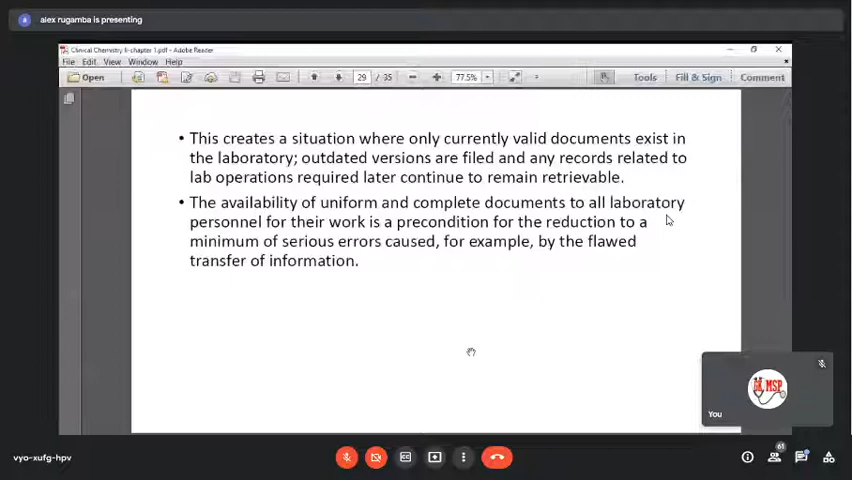 a
alex rugamba is presenting
Clinical Chemistry II-chapter 1.pdf - Adobe Reader
File Edit View Window Help
Open 29 / 35 77.5% Tools Fill & Sign Comment
• This creates a situation where only currently valid documents exist in
the laboratory; outdated versions are filed and any records related to
lab operations required later continue to remain retrievable.
• The availability of uniform and complete documents to all laboratory
personnel for their work is a precondition for the reduction to a
minimum of serious errors caused, for example, by the flawed
transfer of information.
MSP
You
vyo-xufg-hpv
CC
61